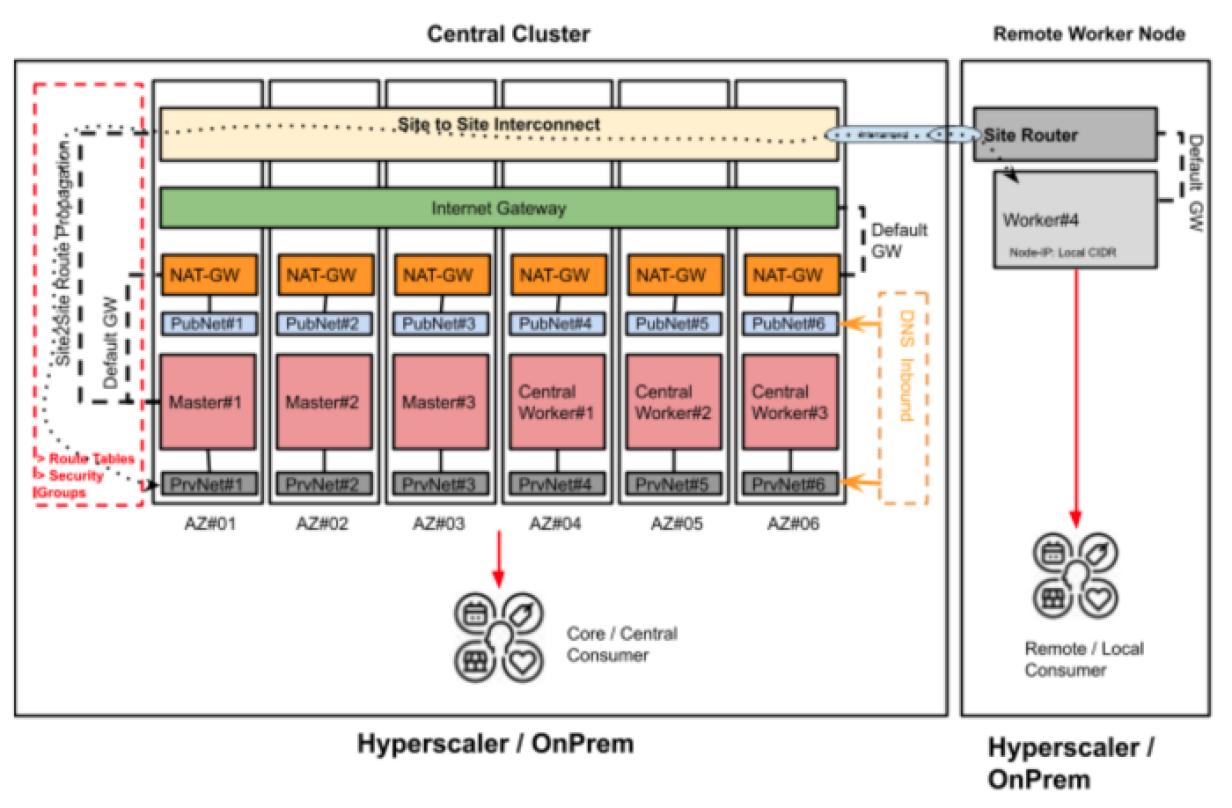 Central Cluster
Remote Worker Node
Site to Site Interconnect
Site Router
Default GW
Internet Gateway
Worker#4
Node-IP: Local CIDR
Default
GW
Site2Site Route Propagation
Default GW
NAT-GW
NAT-GW
NAT-GW
NAT-GW
NAT-GW
NAT-GW
PubNet#1
PubNet#2
PubNet#3
PubNet#4
PubNet#5
PubNet#6
DNS Inbound
Master#1
Master#2
Master#3
Central
Worker#1
Central
Worker#2
Central
Worker#3
> Route Tables
> Security
Groups
PrvNet#1
PrvNet#2
PrvNet#3
PrvNet#4
PrvNet#5
PrvNet#6
AZ#01
AZ#02
AZ#03
AZ#04
AZ#05
AZ#06
Core / Central
Consumer
Remote / Local
Consumer
Hyperscaler / OnPrem
Hyperscaler /
OnPrem